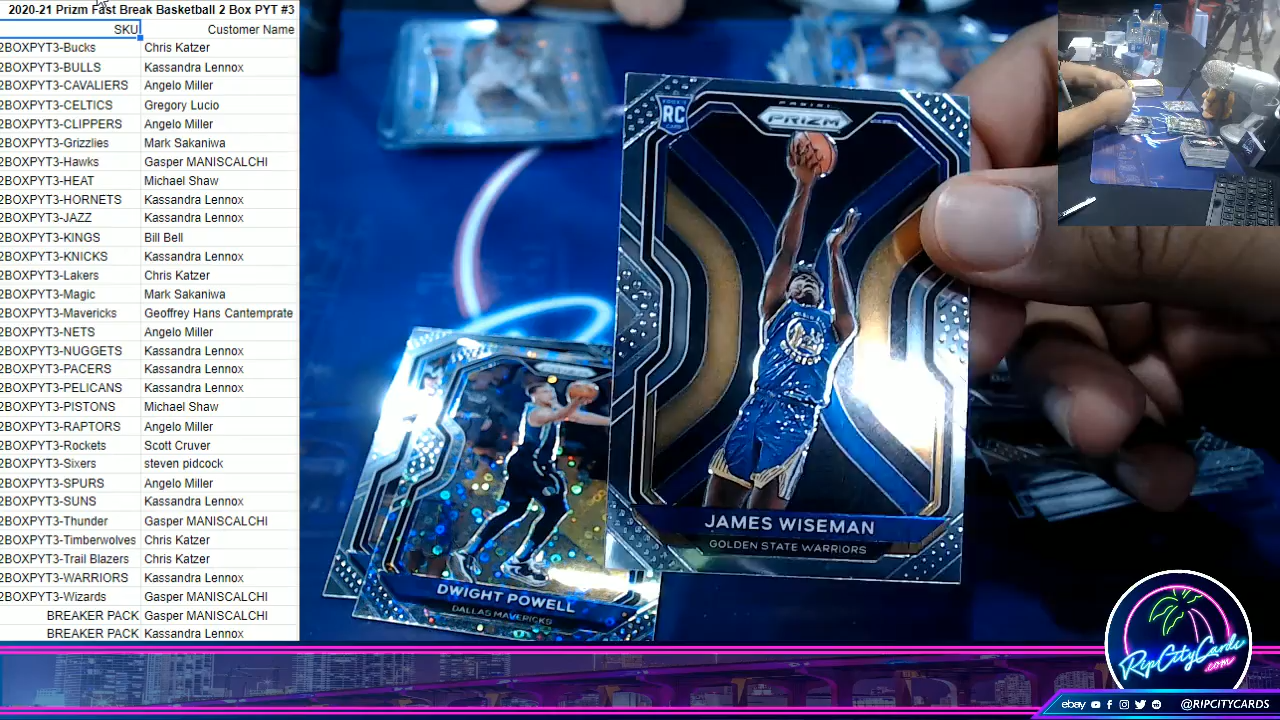 2020-21 Prizm Fast Break Basketball 2 Box PYT #3
SKU Customer Name
2BOXPYT3-Bucks Chris Katzer
2BOXPYT3-BULLS Kassandra Lennox
2BOXPYT3-CAVALIERS Angelo Miller
2BOXPYT3-CELTICS Gregory Lucio
2BOXPYT3-CLIPPERS Angelo Miller
2BOXPYT3-Grizzlies Mark Sakaniwa
2BOXPYT3-Hawks Gasper MANISCALCHI
2BOXPYT3-HEAT Michael Shaw
2BOXPYT3-HORNETS Kassandra Lennox
2BOXPYT3-JAZZ Kassandra Lennox
2BOXPYT3-KINGS Bill Bell
2BOXPYT3-KNICKS Kassandra Lennox
2BOXPYT3-Lakers Chris Katzer
2BOXPYT3-Magic Mark Sakaniwa
2BOXPYT3-Mavericks Geoffrey Hans Cantemprate
2BOXPYT3-NETS Angelo Miller
2BOXPYT3-NUGGETS Kassandra Lennox
2BOXPYT3-PACERS Kassandra Lennox
2BOXPYT3-PELICANS Kassandra Lennox
2BOXPYT3-PISTONS Michael Shaw
2BOXPYT3-RAPTORS Angelo Miller
2BOXPYT3-Rockets Scott Cruver
2BOXPYT3-Sixers steven pidcock
2BOXPYT3-SPURS Angelo Miller
2BOXPYT3-SUNS Kassandra Lennox
2BOXPYT3-Thunder Gasper MANISCALCHI
2BOXPYT3-Timberwolves Chris Katzer
2BOXPYT3-Trail Blazers Chris Katzer
2BOXPYT3-WARRIORS Kassandra Lennox
2BOXPYT3-Wizards Gasper MANISCALCHI
BREAKER PACK Gasper MANISCALCHI
BREAKER PACK Kassandra Lennox
RC
PANINI
PRIZM
JAMES WISEMAN
GOLDEN STATE WARRIORS
DWIGHT POWELL
DALLAS MAVERICKS
RipCityCards
.com
ebay @RIPCITYCARDS